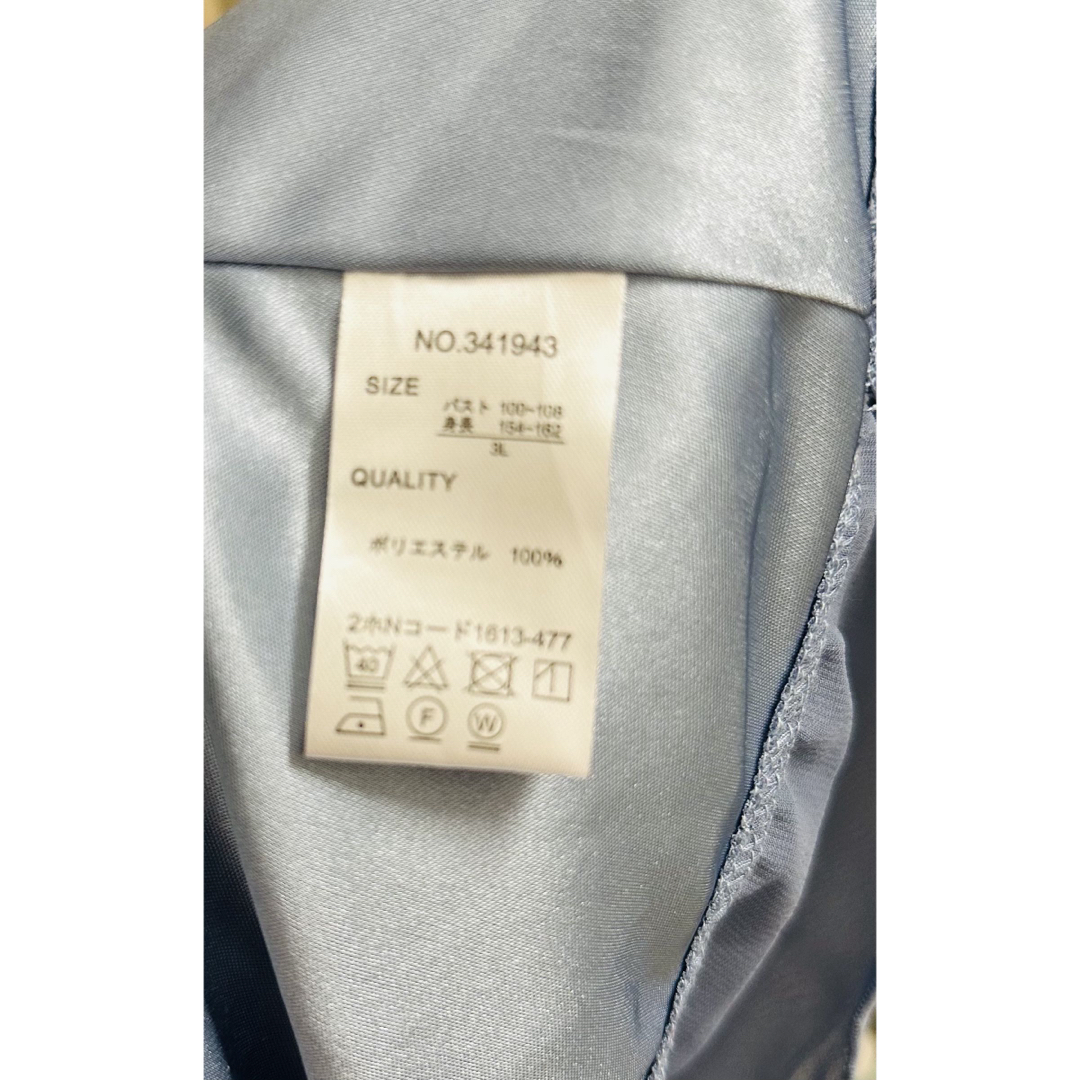 NO.341943
SIZE
バスト 100~108
身長 154~162
3L
QUALITY
ポリエステル 100%
2ホNコード1613-477
40
F
W